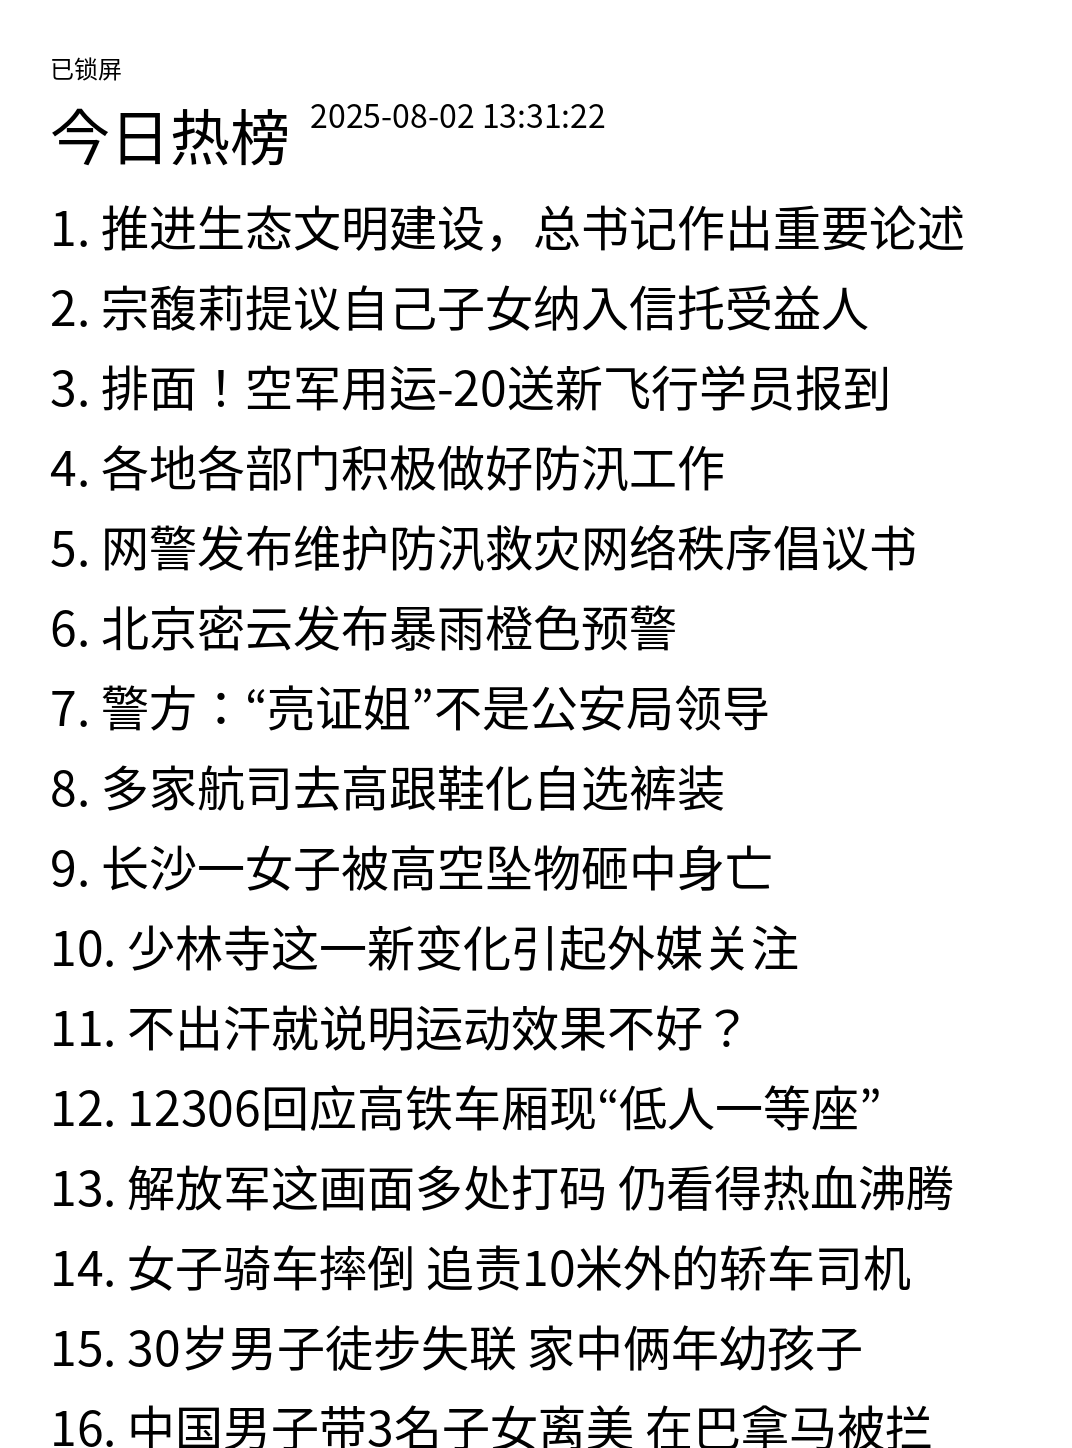 已锁屏
今日热榜 2025-08-02 13:31:22
1. 推进生态文明建设，总书记作出重要论述
2. 宗馥莉提议自己子女纳入信托受益人
3. 排面！空军用运-20送新飞行学员报到
4. 各地各部门积极做好防汛工作
5. 网警发布维护防汛救灾网络秩序倡议书
6. 北京密云发布暴雨橙色预警
7. 警方：“亮证姐”不是公安局领导
8. 多家航司去高跟鞋化自选裤装
9. 长沙一女子被高空坠物砸中身亡
10. 少林寺这一新变化引起外媒关注
11. 不出汗就说明运动效果不好？
12. 12306回应高铁车厢现“低人一等座”
13. 解放军这画面多处打码 仍看得热血沸腾
14. 女子骑车摔倒 追责10米外的轿车司机
15. 30岁男子徒步失联 家中俩年幼孩子
16. 中国男子带3名子女离美 在巴拿马被拦